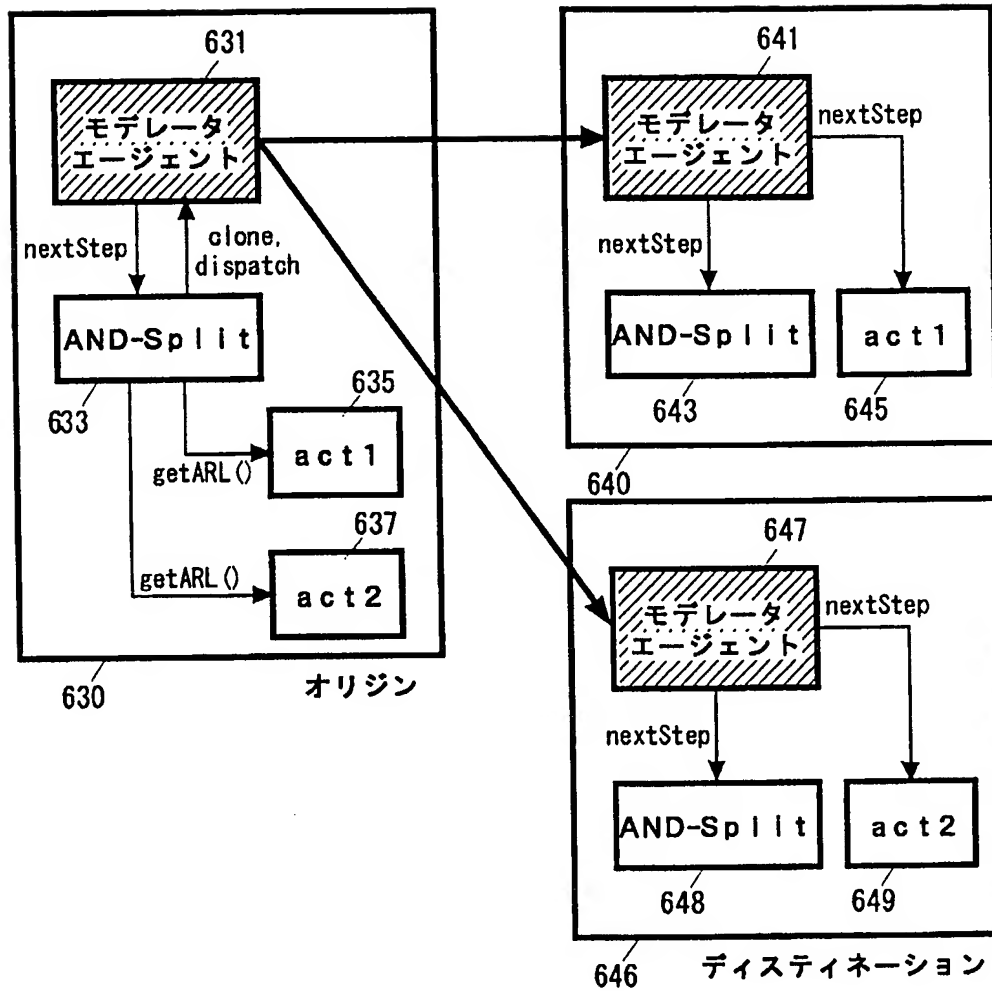 631
モデレータ
エージェント
nextStep
clone,
dispatch
AND-Split
633
635
act1
getARL()
637
act2
getARL()
630
オリジン
641
モデレータ
エージェント
nextStep
nextStep
AND-Split
act1
643
645
640
647
モデレータ
エージェント
nextStep
nextStep
AND-Split
act2
648
649
646
ディスティネーション